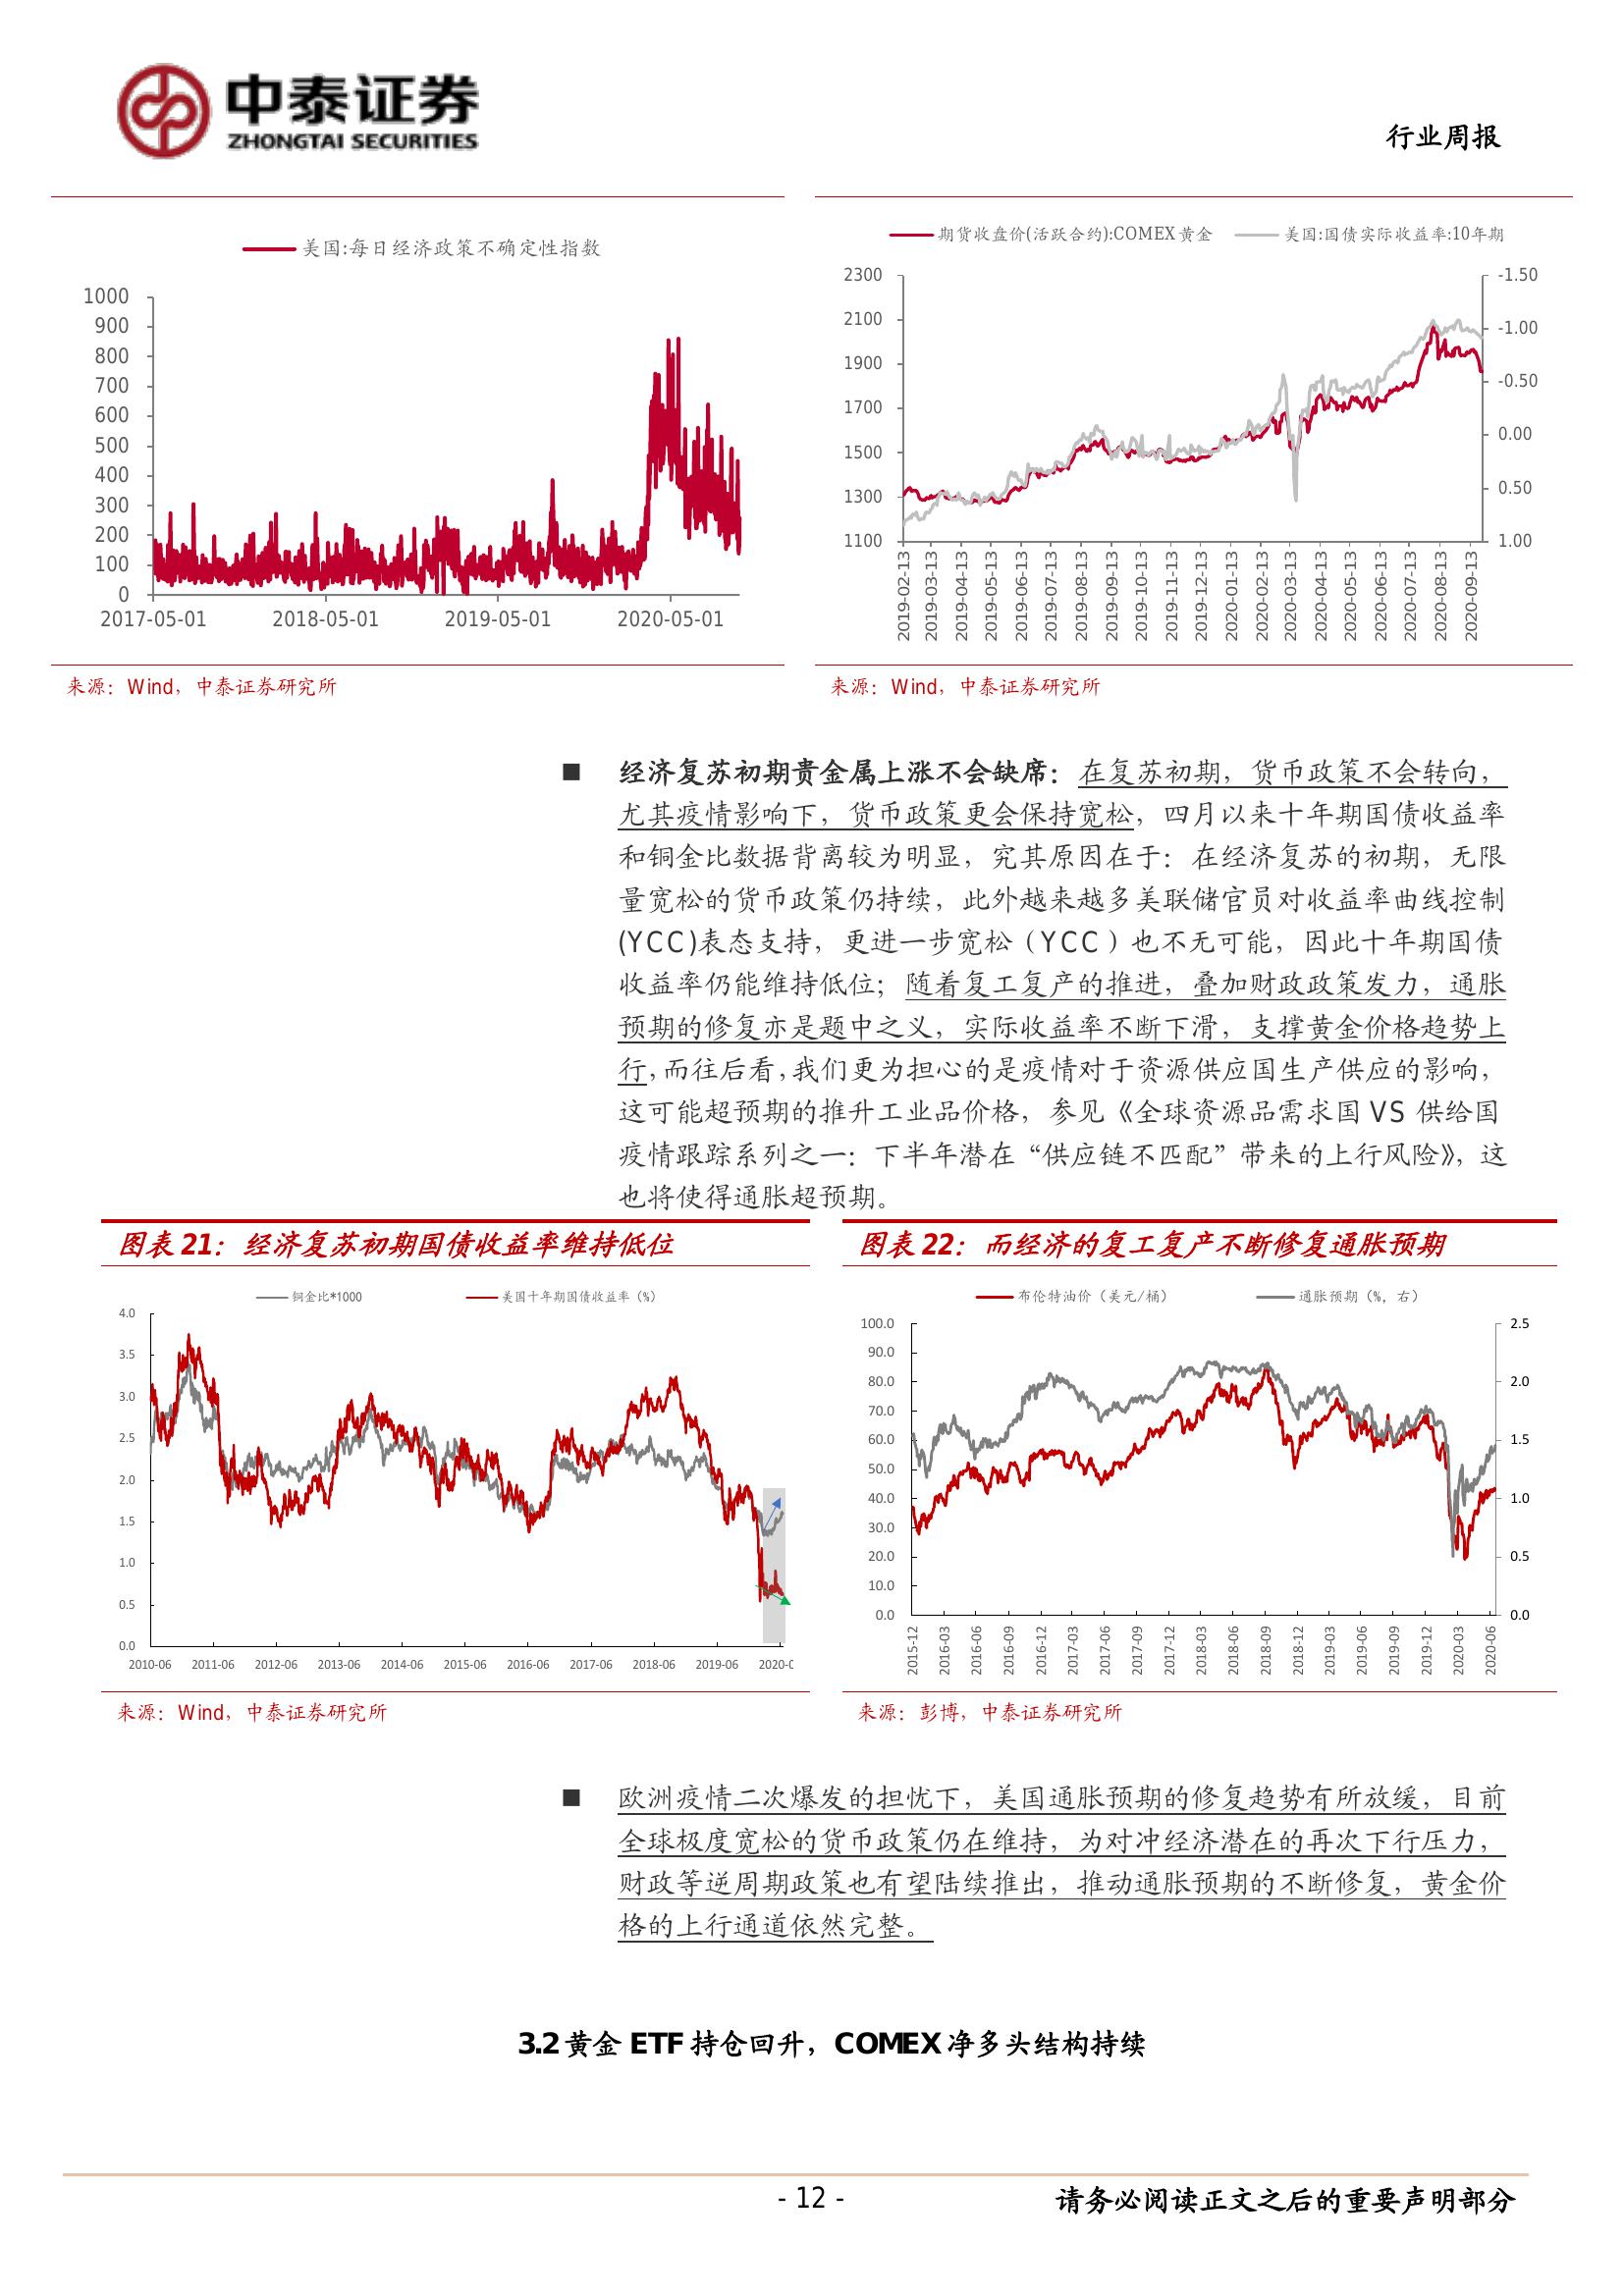 中泰证券
ZHONGTAI SECURITIES
行业周报
美国:每日经济政策不确定性指数
1000
900
800
700
600
500
400
300
200
100
0
2017-05-01 2018-05-01 2019-05-01 2020-05-01
来源：Wind，中泰证券研究所
期货收盘价(活跃合约):COMEX黄金 美国:国债实际收益率:10年期
2300
2100
1900
1700
1500
1300
1100
-1.50
-1.00
-0.50
0.00
0.50
1.00
2019-02-13 2019-03-13 2019-04-13 2019-05-13 2019-06-13 2019-07-13 2019-08-13 2019-09-13 2019-10-13 2019-11-13 2019-12-13 2020-01-13 2020-02-13 2020-03-13 2020-04-13 2020-05-13 2020-06-13 2020-07-13 2020-08-13 2020-09-13
来源：Wind，中泰证券研究所
■ 经济复苏初期贵金属上涨不会缺席：在复苏初期，货币政策不会转向，
尤其疫情影响下，货币政策更会保持宽松，四月以来十年期国债收益率
和铜金比数据背离较为明显，究其原因在于：在经济复苏的初期，无限
量宽松的货币政策仍持续，此外越来越多美联储官员对收益率曲线控制
(YCC)表态支持，更进一步宽松（YCC）也不无可能，因此十年期国债
收益率仍能维持低位；随着复工复产的推进，叠加财政政策发力，通胀
预期的修复亦是题中之义，实际收益率不断下滑，支撑黄金价格趋势上
行，而往后看，我们更为担心的是疫情对于资源供应国生产供应的影响，
这可能超预期的推升工业品价格，参见《全球资源品需求国 VS 供给国
疫情跟踪系列之一：下半年潜在“供应链不匹配”带来的上行风险》，这
也将使得通胀超预期。
图表 21：经济复苏初期国债收益率维持低位
铜金比*1000 美国十年期国债收益率（%）
4.0
3.5
3.0
2.5
2.0
1.5
1.0
0.5
0.0
2010-06 2011-06 2012-06 2013-06 2014-06 2015-06 2016-06 2017-06 2018-06 2019-06 2020-0
来源：Wind，中泰证券研究所
图表 22：而经济的复工复产不断修复通胀预期
布伦特油价（美元/桶） 通胀预期（%，右）
100.0
90.0
80.0
70.0
60.0
50.0
40.0
30.0
20.0
10.0
0.0
2.5
2.0
1.5
1.0
0.5
0.0
2015-12 2016-03 2016-06 2016-09 2016-12 2017-03 2017-06 2017-09 2017-12 2018-03 2018-06 2018-09 2018-12 2019-03 2019-06 2019-09 2019-12 2020-03 2020-06
来源：彭博，中泰证券研究所
■ 欧洲疫情二次爆发的担忧下，美国通胀预期的修复趋势有所放缓，目前
全球极度宽松的货币政策仍在维持，为对冲经济潜在的再次下行压力，
财政等逆周期政策也有望陆续推出，推动通胀预期的不断修复，黄金价
格的上行通道依然完整。
3.2 黄金 ETF 持仓回升，COMEX 净多头结构持续
- 12 -
请务必阅读正文之后的重要声明部分